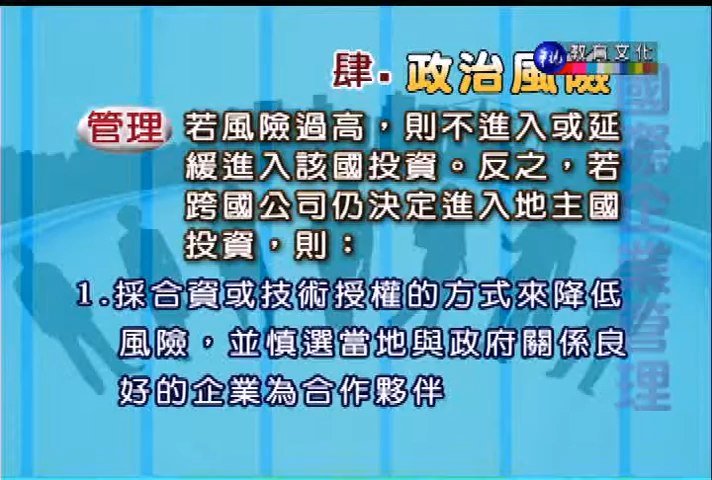 肆.政治風險
教育文化
管理 若風險過高，則不進入或延
緩進入該國投資。反之，若
跨國公司仍決定進入地主國
投資，則：
1.採合資或技術授權的方式來降低
風險，並慎選當地與政府關係良
好的企業為合作夥伴
國際企業管理